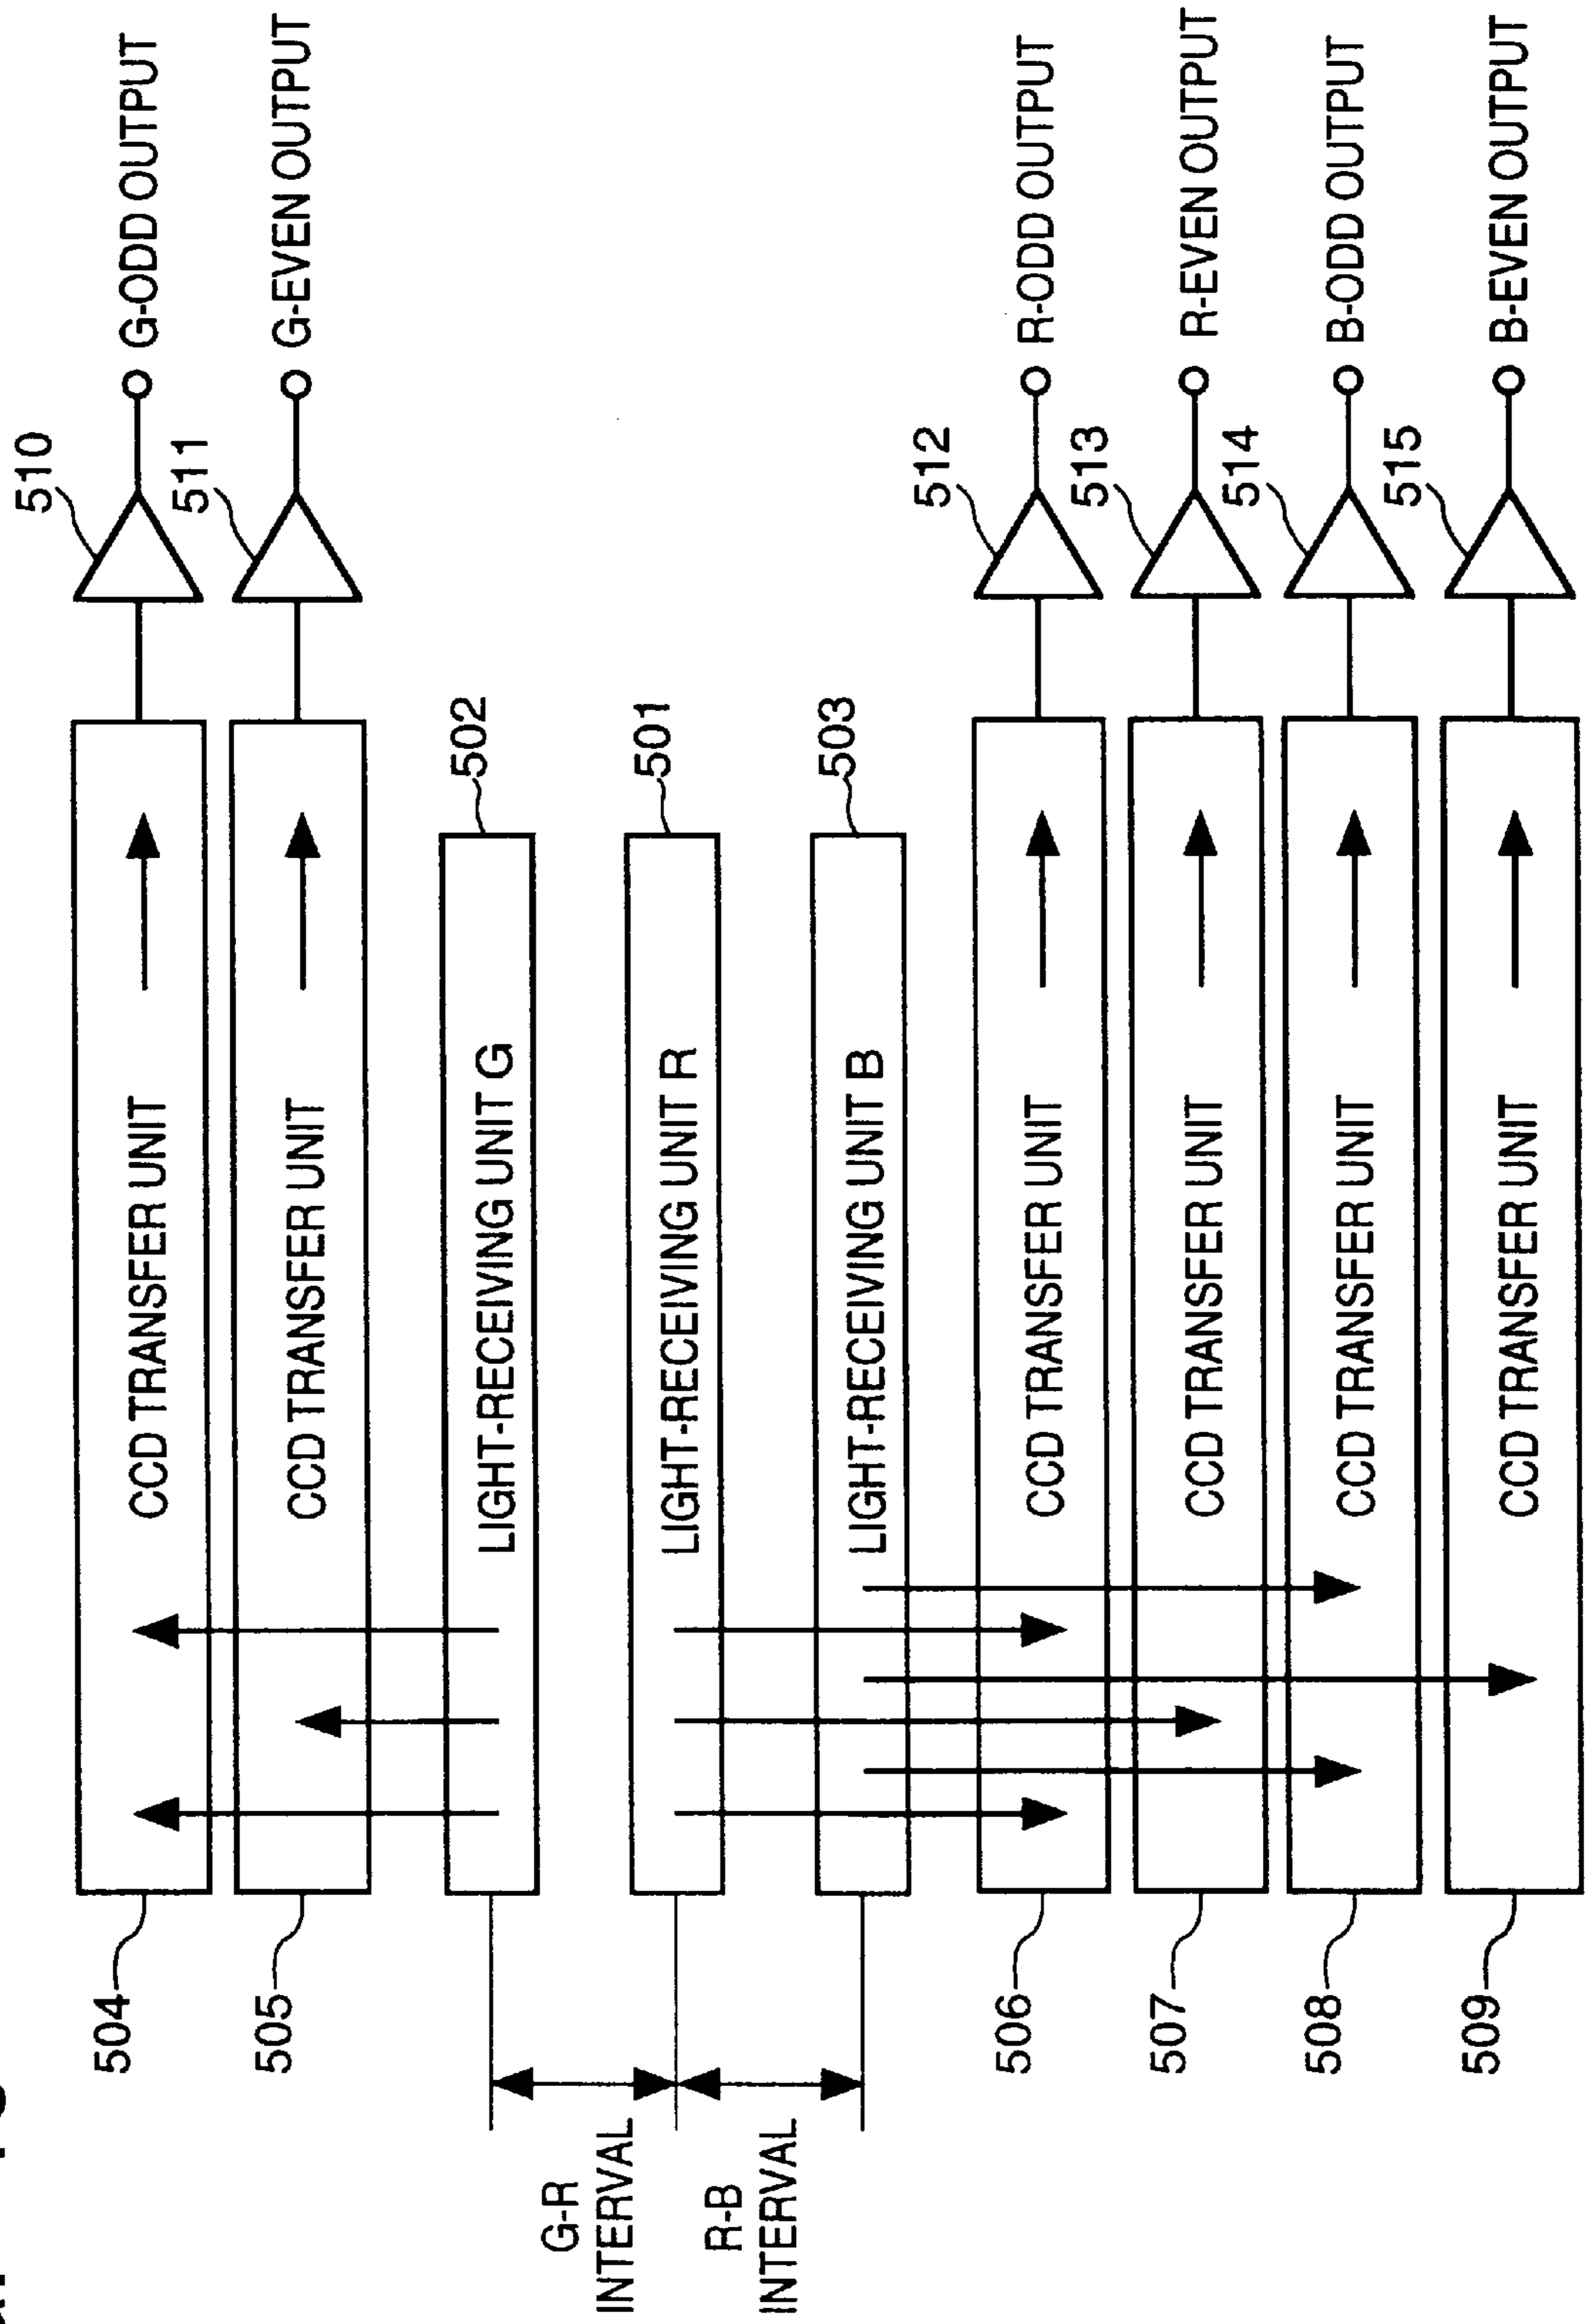 510
G-ODD OUTPUT
511
G-EVEN OUTPUT
504
CCD TRANSFER UNIT
505
CCD TRANSFER UNIT
502
LIGHT-RECEIVING UNIT G
501
LIGHT-RECEIVING UNIT R
503
LIGHT-RECEIVING UNIT B
G-R
INTERVAL
R-B
INTERVAL
506
CCD TRANSFER UNIT
512
R-ODD OUTPUT
507
CCD TRANSFER UNIT
513
R-EVEN OUTPUT
508
CCD TRANSFER UNIT
514
B-ODD OUTPUT
509
CCD TRANSFER UNIT
515
B-EVEN OUTPUT